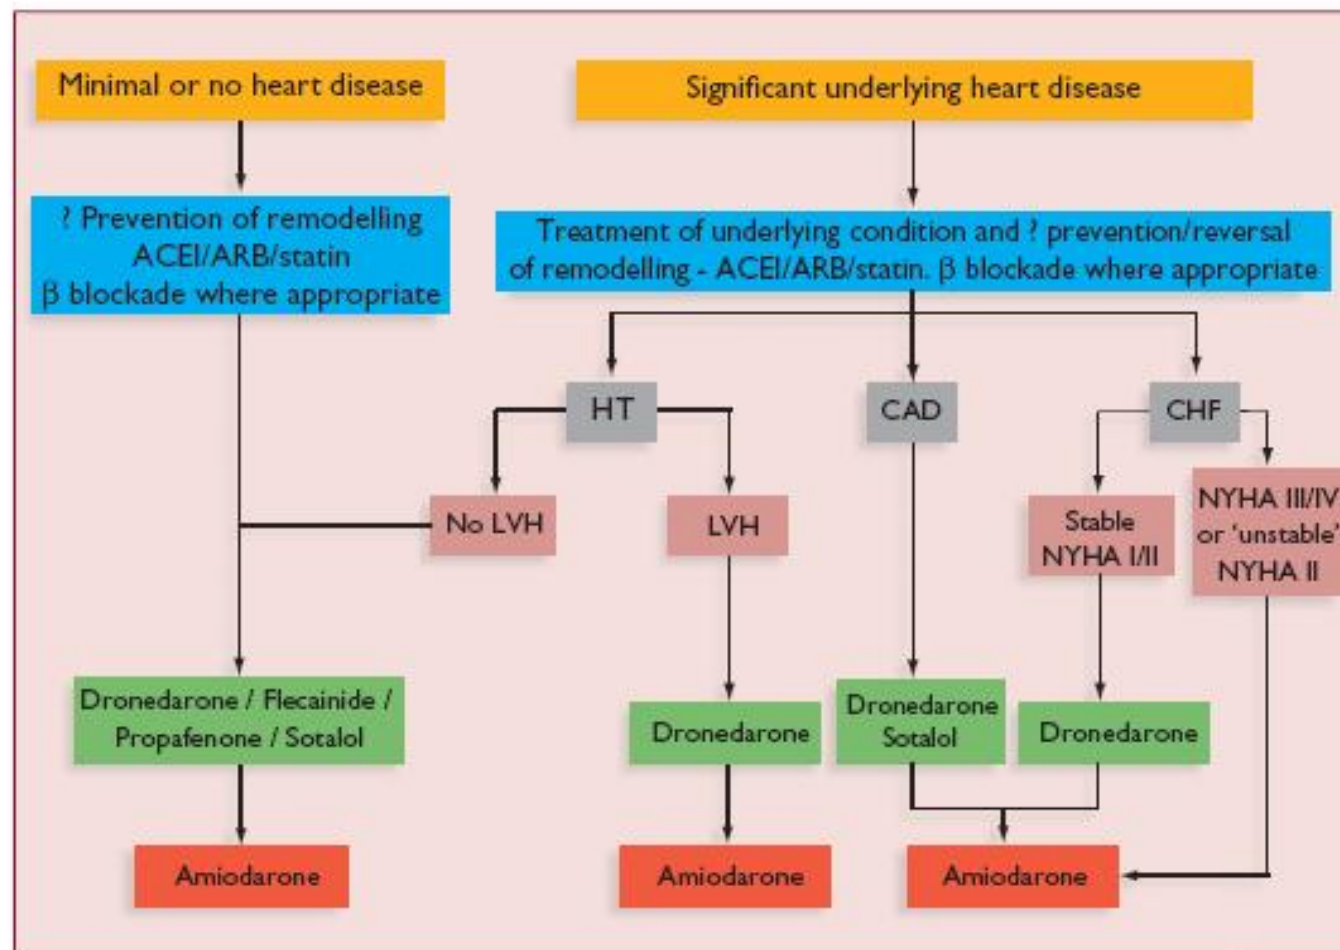 Minimal or no heart disease
Significant underlying heart disease
? Prevention of remodelling
ACEI/ARB/statin
β blockade where appropriate
Treatment of underlying condition and ? prevention/reversal
of remodelling - ACEI/ARB/statin. β blockade where appropriate
HT
CAD
CHF
No LVH
LVH
Stable
NYHA I/II
NYHA III/IV
or 'unstable'
NYHA II
Dronedarone / Flecainide /
Propafenone / Sotalol
Dronedarone
Dronedarone
Sotalol
Dronedarone
Amiodarone
Amiodarone
Amiodarone